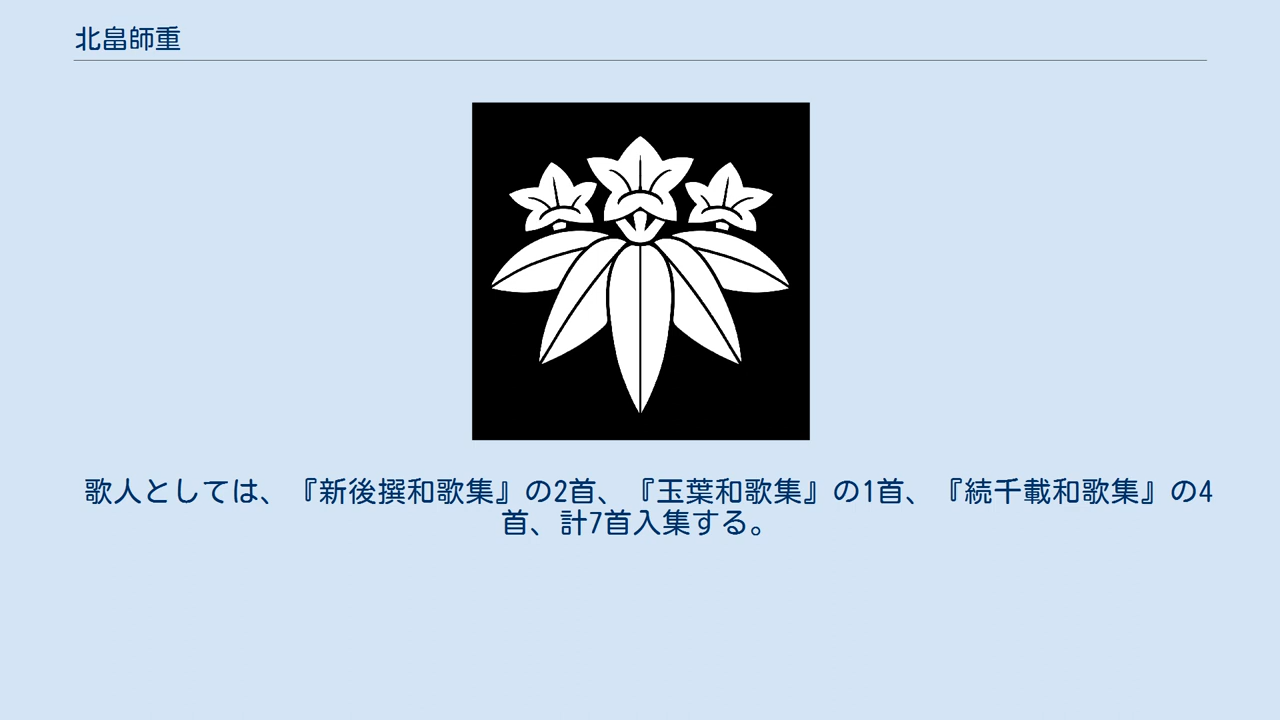 北畠師重
歌人としては、『新後撰和歌集』の2首、『玉葉和歌集』の1首、『続千載和歌集』の4
首、計7首入集する。